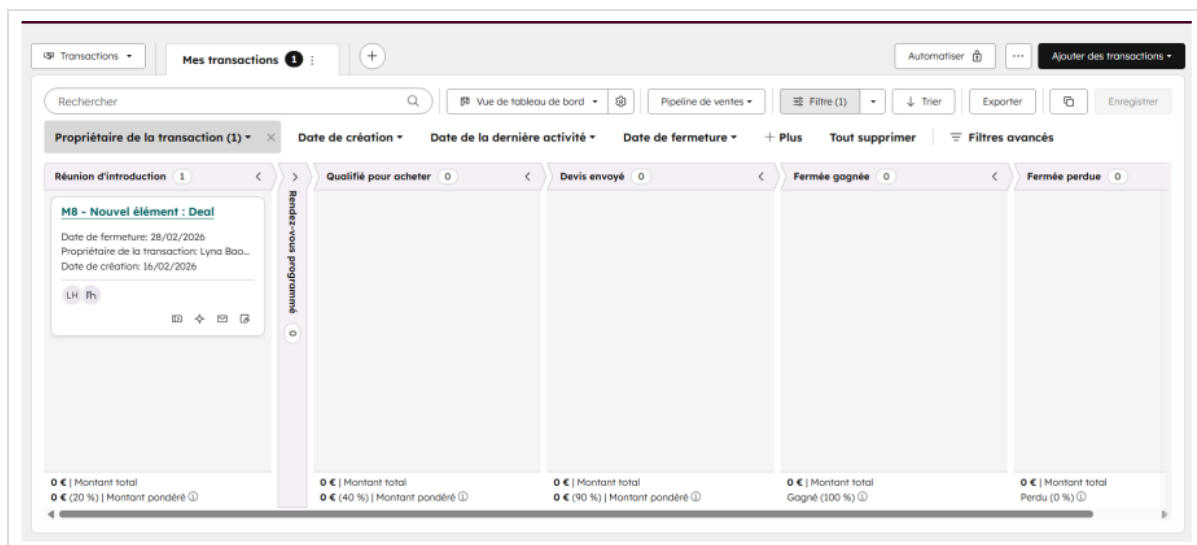 Transactions
Mes transactions 1
Automatiser
Ajouter des transactions
Rechercher
Vue de tableau de bord
Pipeline de ventes
Filtre (1)
Trier
Exporter
Enregistrer
Propriétaire de la transaction (1)
Date de création
Date de la dernière activité
Date de fermeture
+ Plus
Tout supprimer
Filtres avancés
Réunion d'introduction 1
Rendez-vous programmé 0
Qualifié pour acheter 0
Devis envoyé 0
Fermée gagnée 0
Fermée perdue 0
M8 - Nouvel élément : Deal
Date de fermeture: 28/02/2026
Propriétaire de la transaction: Lyna Bao...
Date de création: 16/02/2026
LH
0 € | Montant total
0 € (20 %) | Montant pondéré
0 € | Montant total
0 € (40 %) | Montant pondéré
0 € | Montant total
0 € (90 %) | Montant pondéré
0 € | Montant total
Gagné (100 %)
0 € | Montant total
Perdu (0 %)